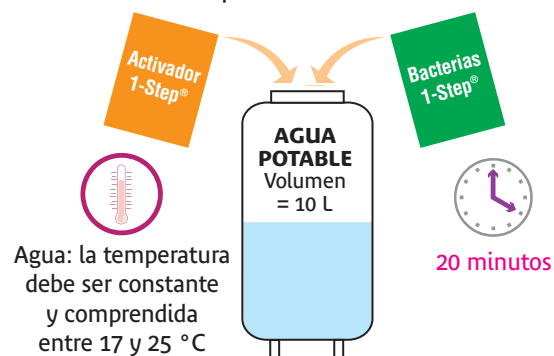 Activador
1-Step®
Bacterias
1-Step®
AGUA
POTABLE
Volumen
= 10 L
Agua: la temperatura
debe ser constante
y comprendida
entre 17 y 25 °C
20 minutos